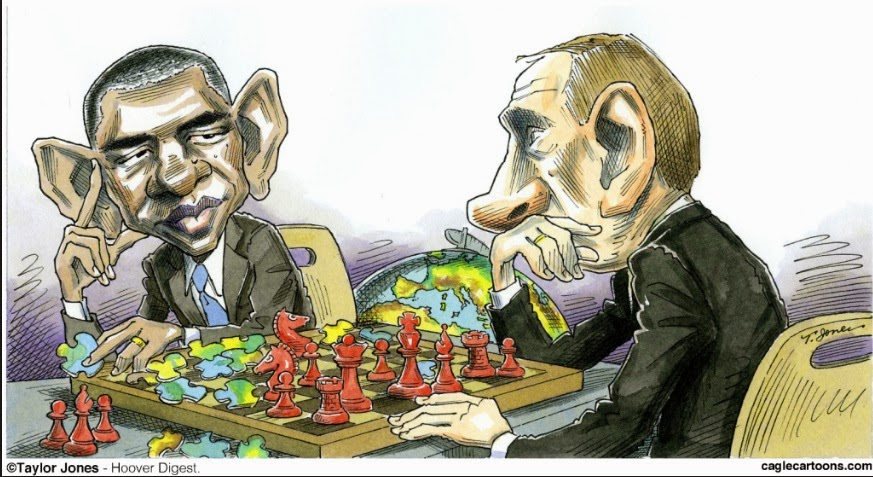 T. Jones
©Taylor Jones - Hoover Digest.
caglecartoons.com